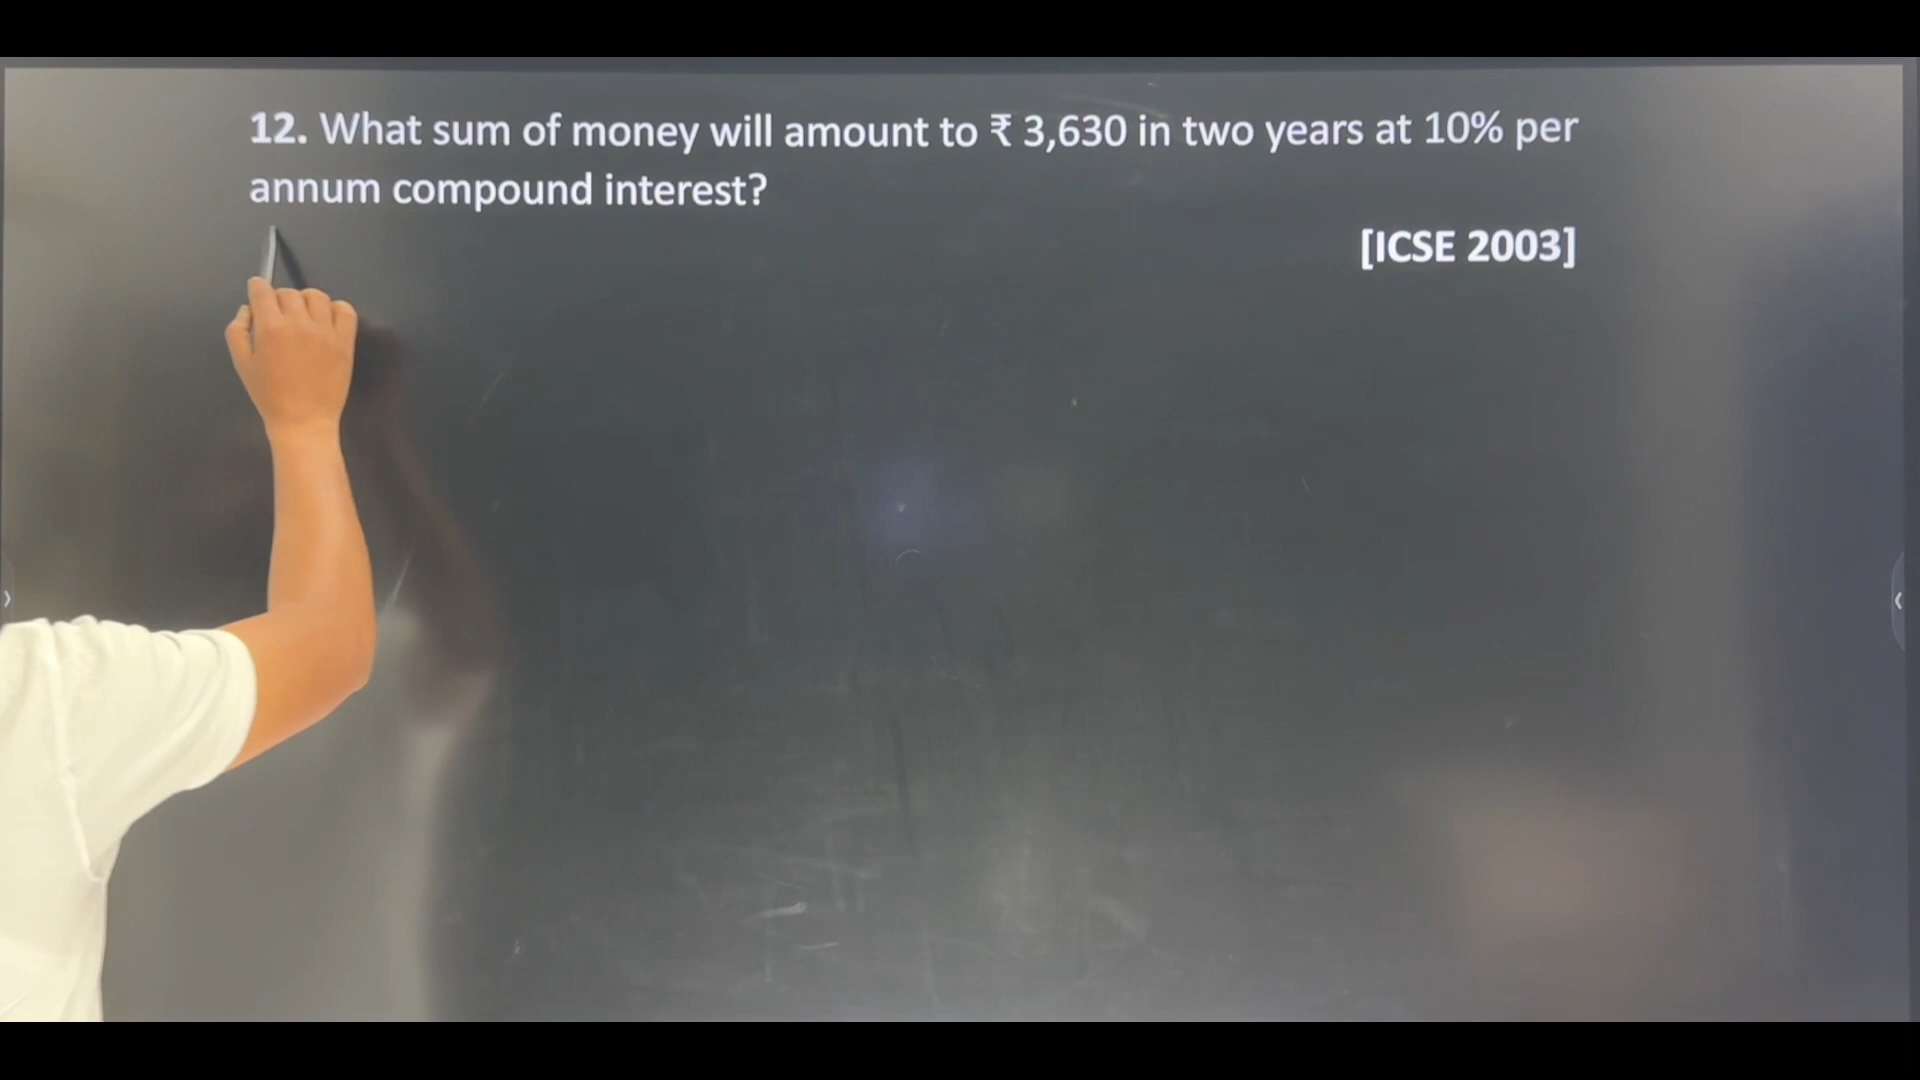 12. What sum of money will amount to ₹ 3,630 in two years at 10% per
annum compound interest?
[ICSE 2003]